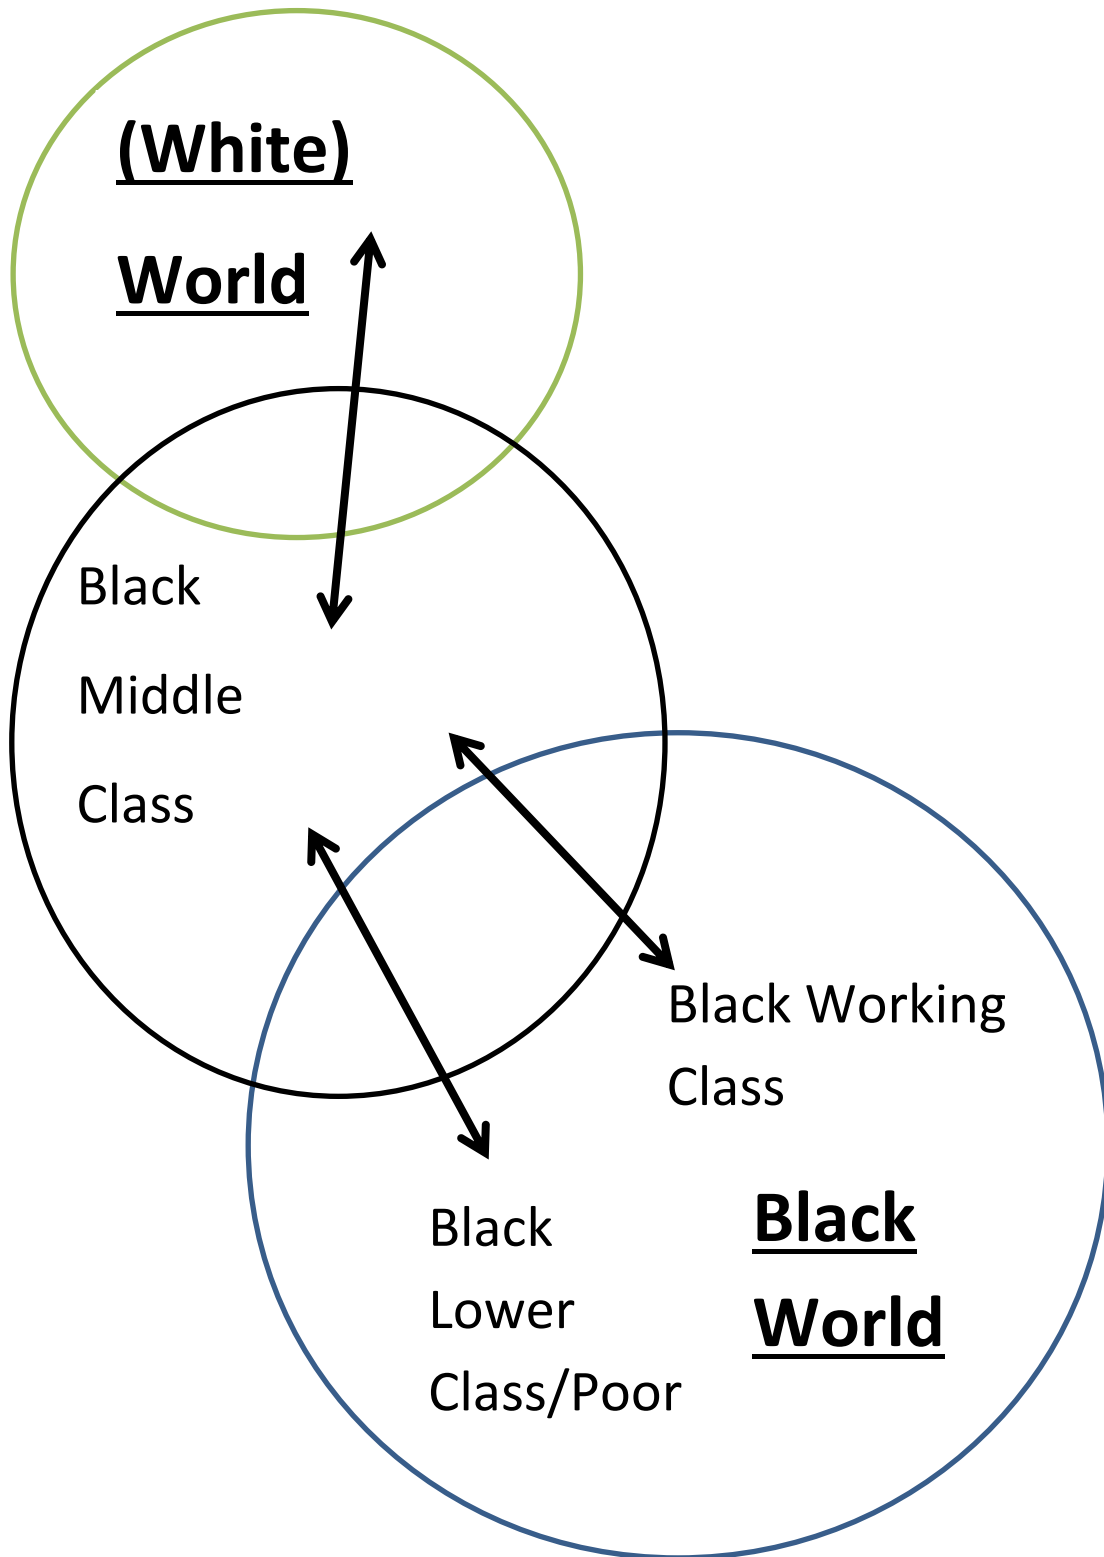 (White)
World
Black
Middle
Class
Black Working
Class
Black
Lower
Class/Poor
Black
World